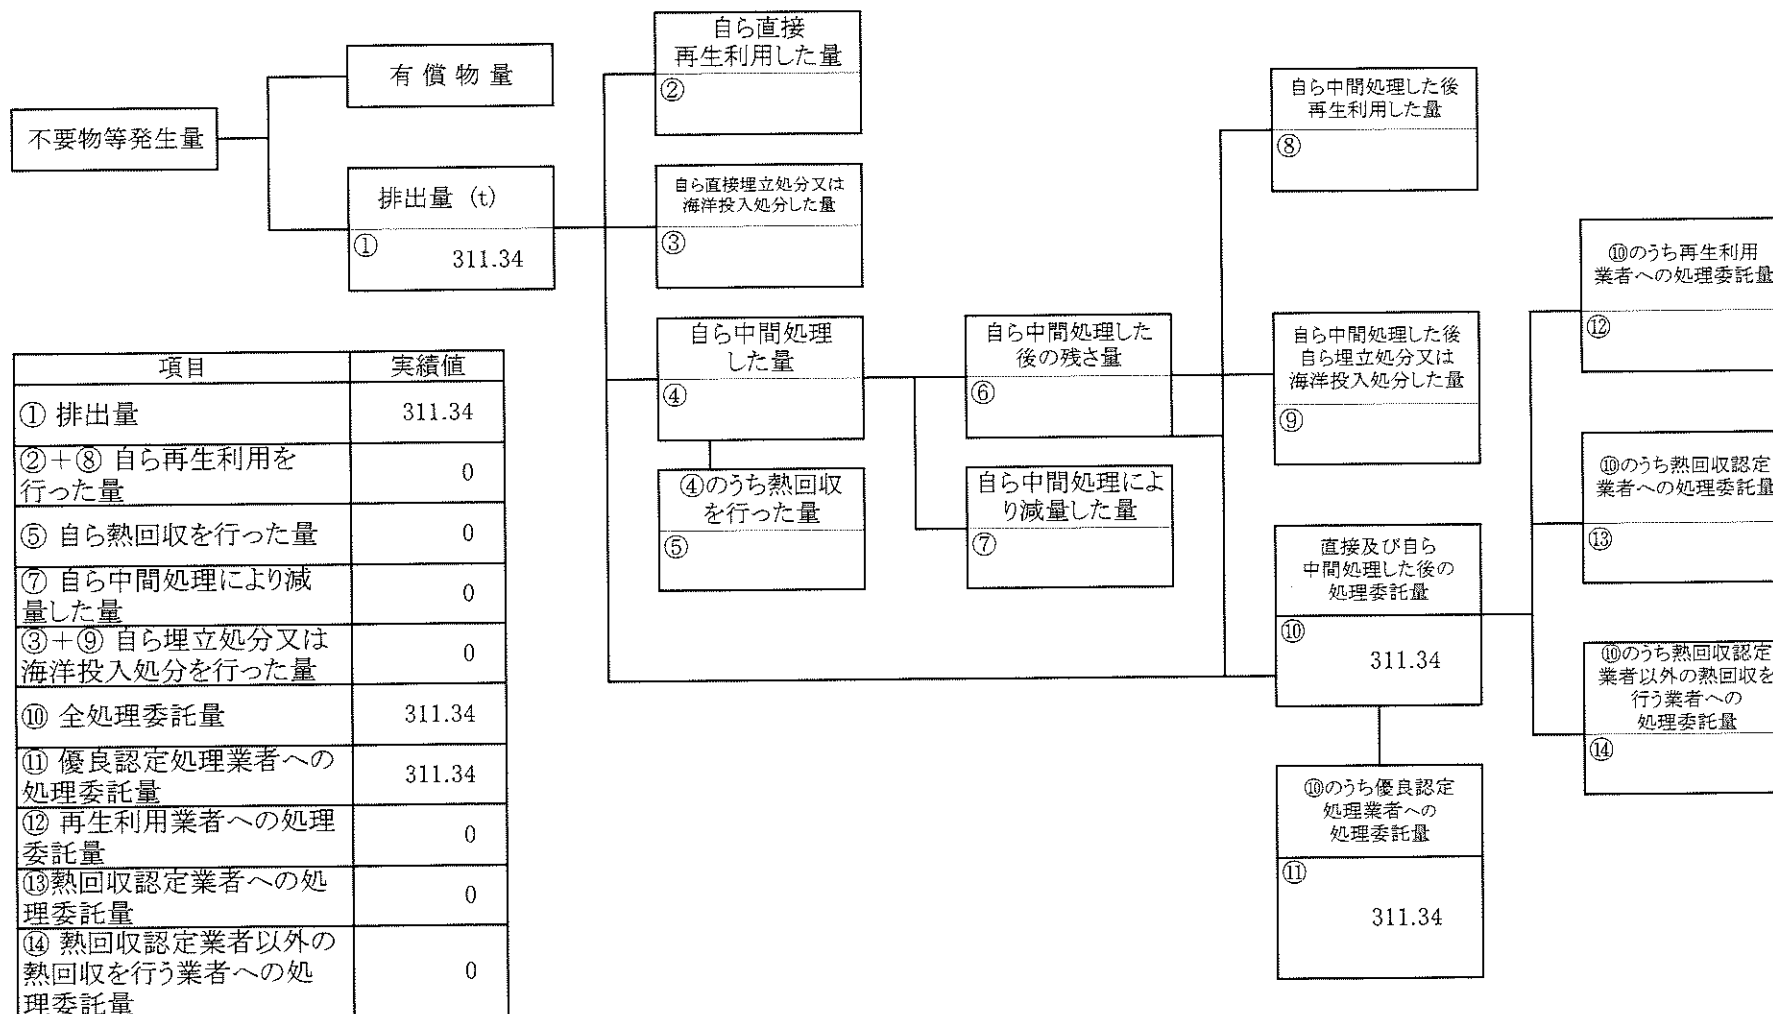 不要物等発生量
有 償 物 量
排出量 (t)
①
311.34
自ら直接
再生利用した量
②
自ら直接埋立処分又は
海洋投入処分した量
③
自ら中間処理
した量
④
④のうち熱回収
を行った量
⑤
自ら中間処理した
後の残さ量
⑥
自ら中間処理によ
り減量した量
⑦
自ら中間処理した後
再生利用した量
⑧
自ら中間処理した後
自ら埋立処分又は
海洋投入処分した量
⑨
直接及び自ら
中間処理した後の
処理委託量
⑩
311.34
⑩のうち優良認定
処理業者への
処理委託量
⑪
311.34
⑩のうち再生利用
業者への処理委託量
⑫
⑩のうち熱回収認定
業者への処理委託量
⑬
⑩のうち熱回収認定
業者以外の熱回収を
行う業者への
処理委託量
⑭
項目 実績値
① 排出量 311.34
②＋⑧ 自ら再生利用を
行った量 0
⑤ 自ら熱回収を行った量 0
⑦ 自ら中間処理により減
量した量 0
③＋⑨ 自ら埋立処分又は
海洋投入処分を行った量 0
⑩ 全処理委託量 311.34
⑪ 優良認定処理業者への
処理委託量 311.34
⑫ 再生利用業者への処理
委託量 0
⑬熱回収認定業者への処
理委託量 0
⑭ 熱回収認定業者以外の
熱回収を行う業者への処
理委託量 0